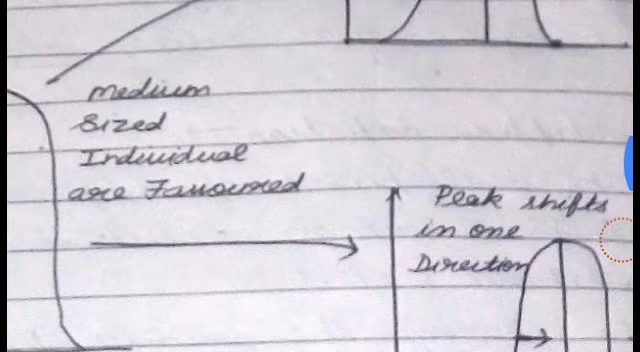 medium
Sized
Individual
are Favoured
Peak shifts
in one
Direction